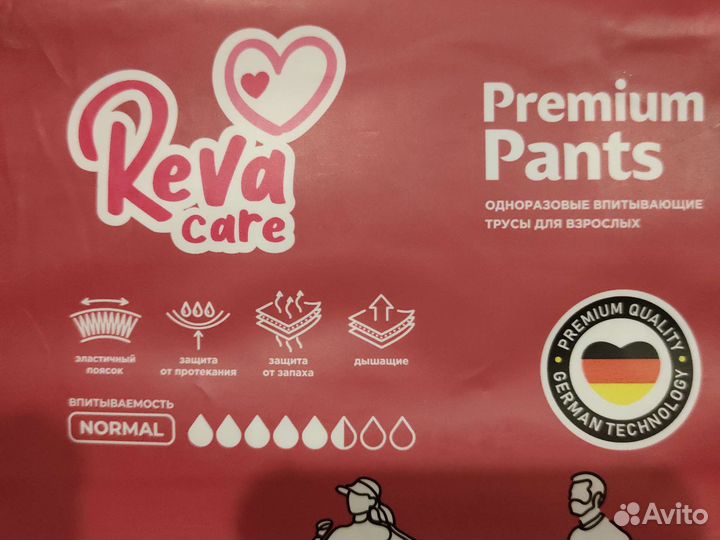 Reva
care
Premium
Pants
ОДНОРАЗОВЫЕ ВПИТЫВАЮЩИЕ
ТРУСЫ ДЛЯ ВЗРОСЛЫХ
эластичный
поясок
защита
от протекания
защита
от запаха
дышащие
ВПИТЫВАЕМОСТЬ
NORMAL
PREMIUM QUALITY
GERMAN TECHNOLOGY
Avito